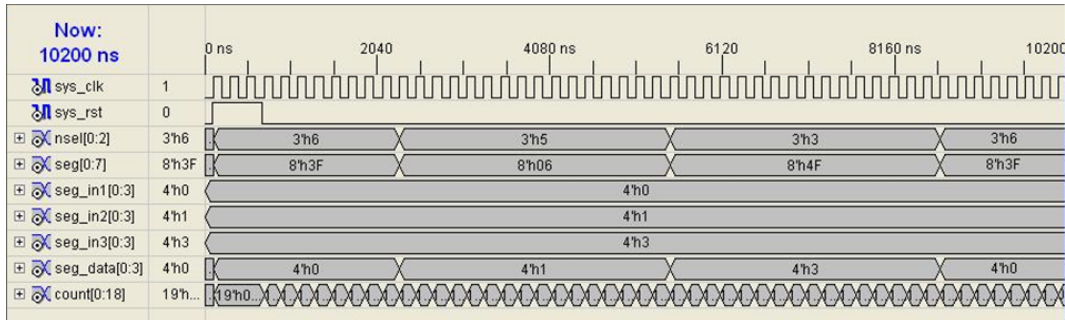 Now:
10200 ns
0 ns 2040 4080 ns 6120 8160 ns 10200
sys_clk 1
sys_rst 0
nsel[0:2] 3'h6 3'h6 3'h5 3'h3 3'h6
seg[0:7] 8'h3F 8'h3F 8'h06 8'h4F 8'h3F
seg_in1[0:3] 4'h0 4'h0
seg_in2[0:3] 4'h1 4'h1
seg_in3[0:3] 4'h3 4'h3
seg_data[0:3] 4'h0 4'h0 4'h1 4'h3 4'h0
count[0:18] 19'h... 19'h0...